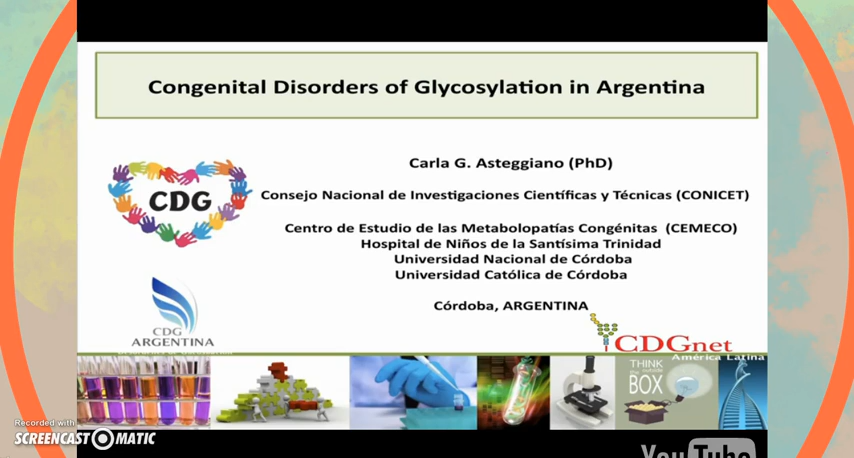 Congenital Disorders of Glycosylation in Argentina
Carla G. Asteggiano (PhD)
CDG
Consejo Nacional de Investigaciones Científicas y Técnicas (CONICET)
Centro de Estudio de las Metabolopatías Congénitas (CEMECO)
Hospital de Niños de la Santísima Trinidad
Universidad Nacional de Córdoba
Universidad Católica de Córdoba
Córdoba, ARGENTINA
CDG
ARGENTINA
CDGnet
América Latina
THINK
BOX
Recorded with
SCREENCAST-O-MATIC
YouTube